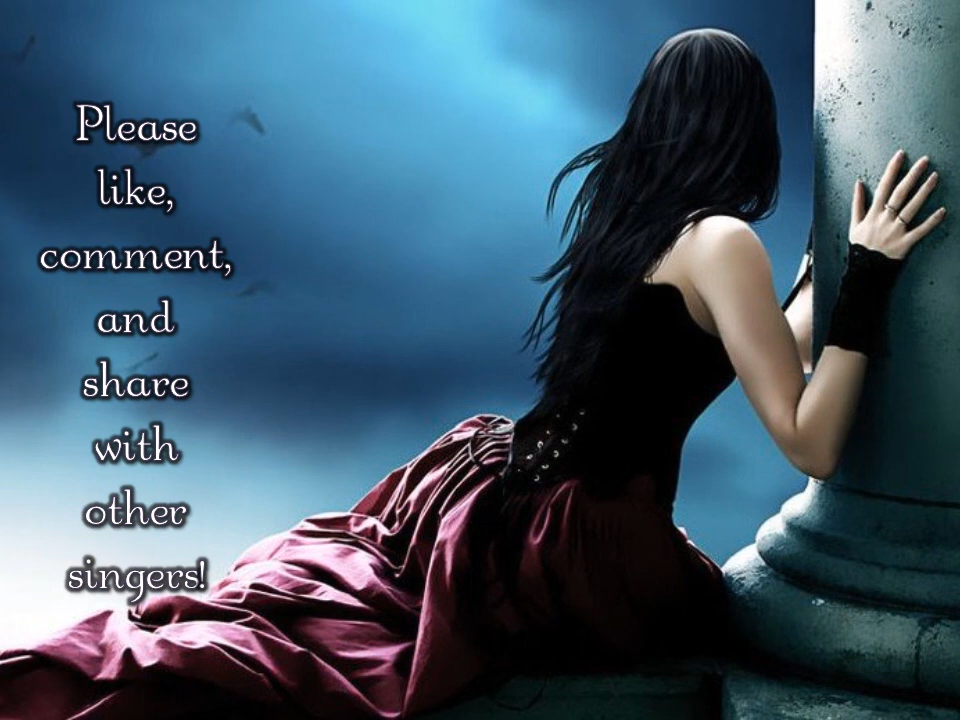 Please
like,
comment,
and
share
with
other
singers!